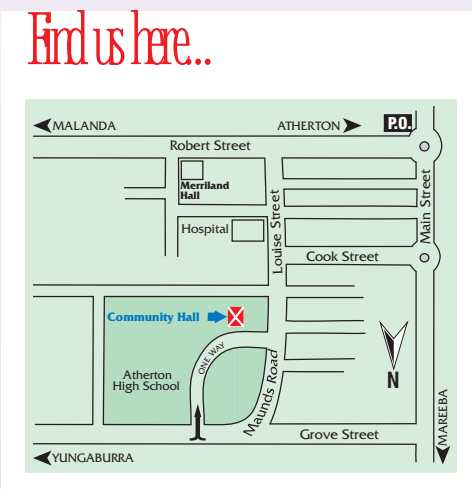 Find us here...
MALANDA
ATHERTON
P.O.
Robert Street
Merriland
Hall
Louise Street
Main Street
Hospital
Cook Street
Community Hall
ONE WAY
Atherton
High School
Maunds Road
N
Grove Street
MAREEBA
YUNGABURRA